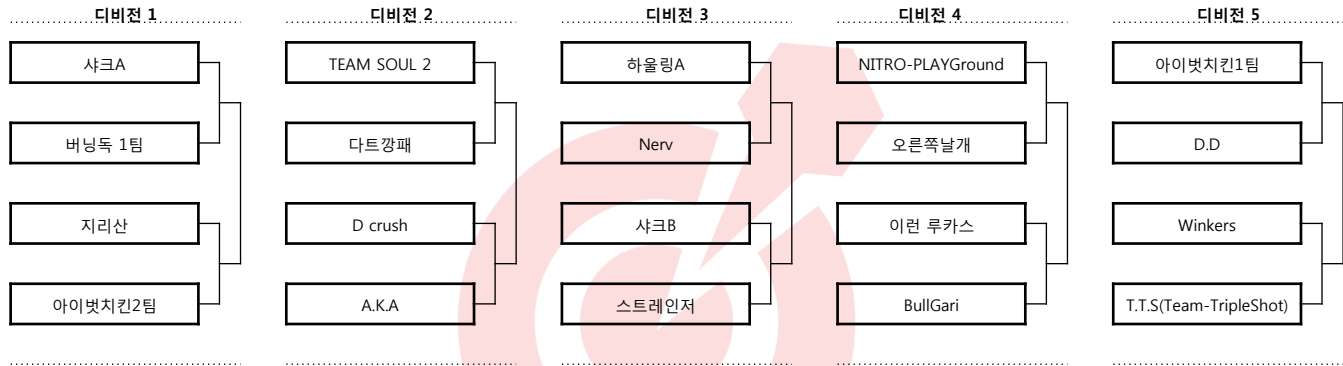 디비전 1
샤크A
버닝독 1팀
지리산
아이벗치킨2팀
디비전 2
TEAM SOUL 2
다트깡패
D crush
A.K.A
디비전 3
하울링A
Nerv
샤크B
스트레인저
디비전 4
NITRO-PLAYGround
오른쪽날개
이런 루카스
BullGari
디비전 5
아이벗치킨1팀
D.D
Winkers
T.T.S(Team-TripleShot)